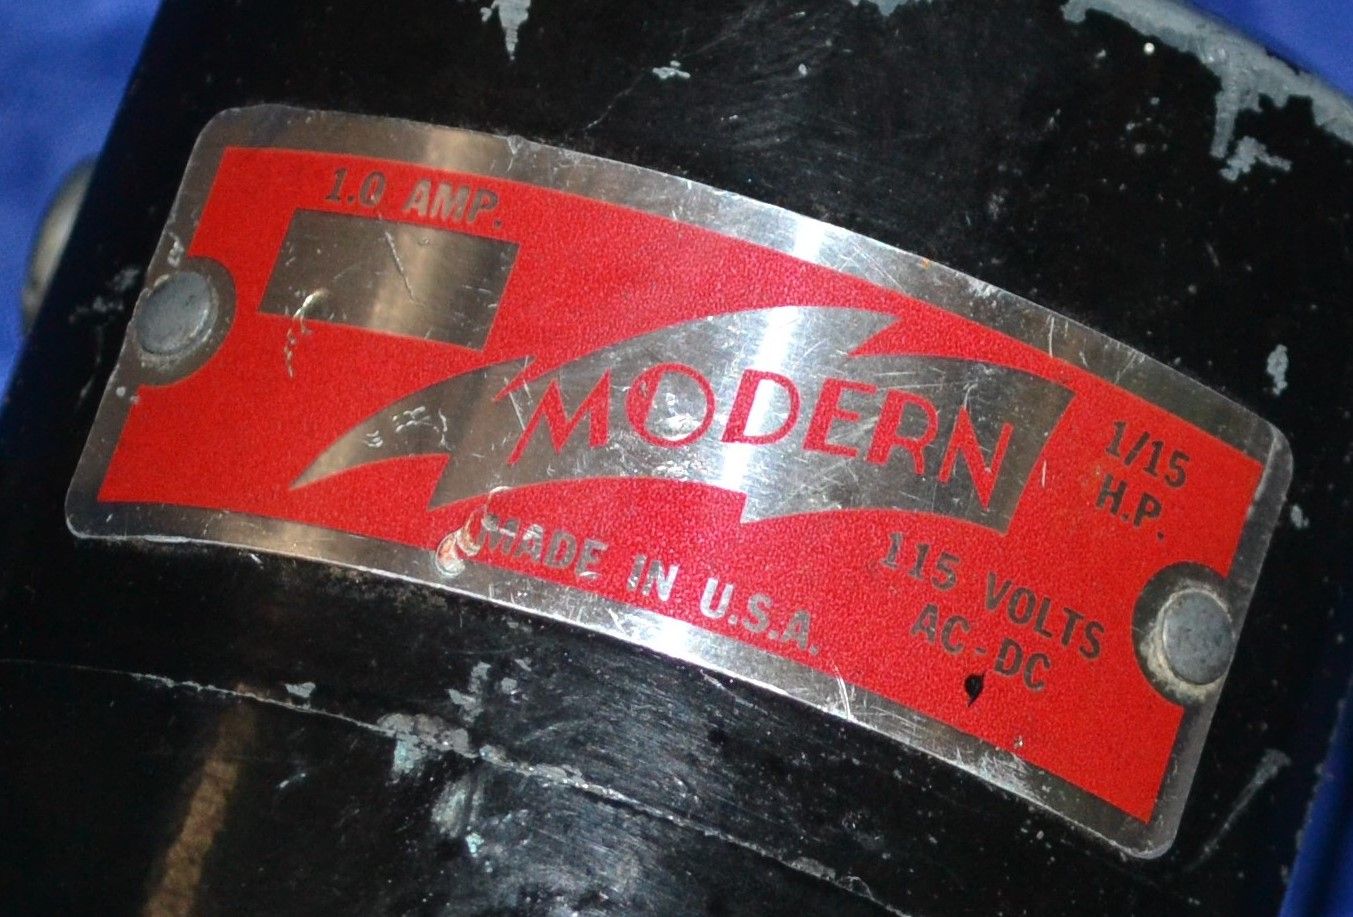 1.0 AMP.
MODERN
1/15
H.P.
MADE IN U.S.A.
115 VOLTS
AC-DC